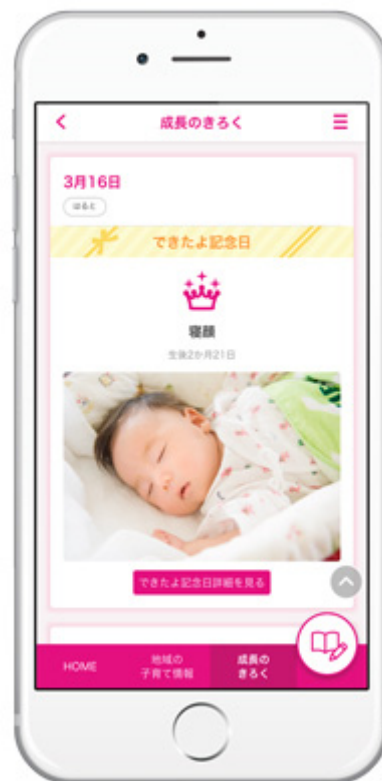 成長のきろく
3月16日
はると
できたよ記念日
寝顔
生後2か月21日
できたよ記念日詳細を見る
HOME
地域の
子育て情報
成長の
きろく